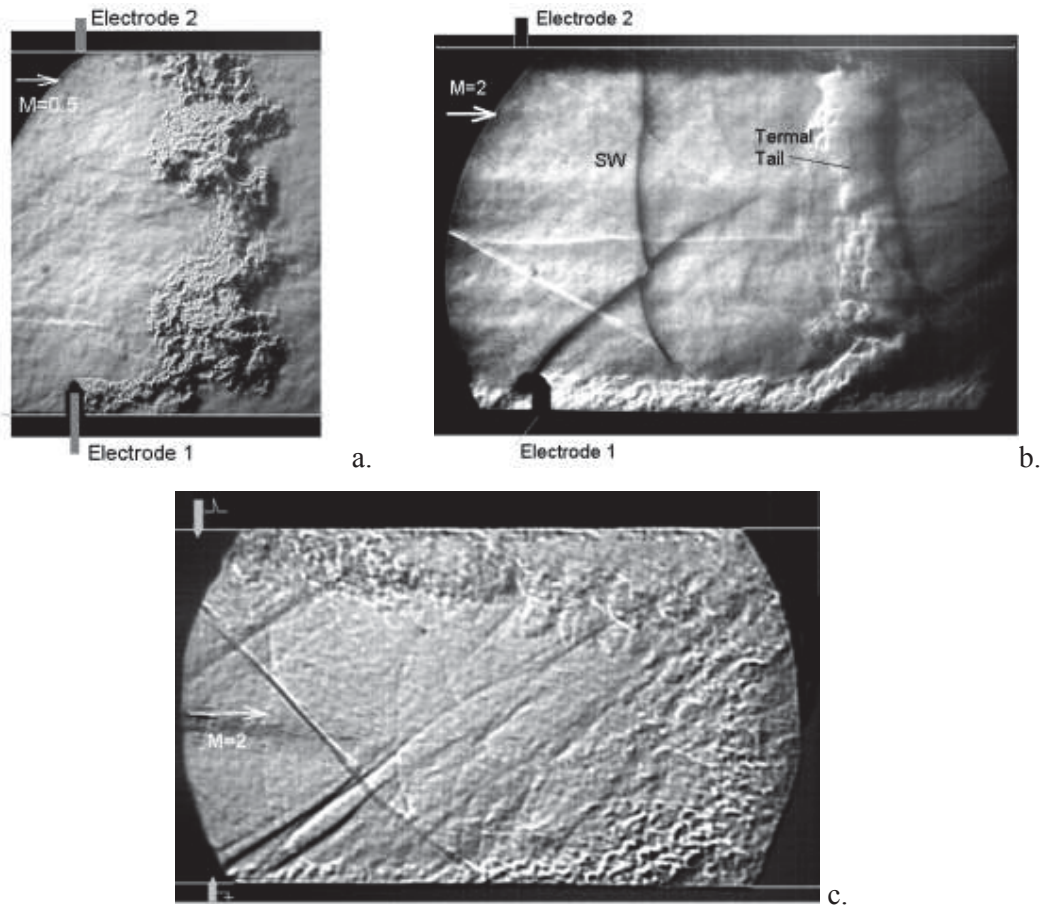 Electrode 2
M=0.5
Electrode 1
a.
Electrode 2
M=2
SW
Termal
Tail
Electrode 1
b.
M=2
c.